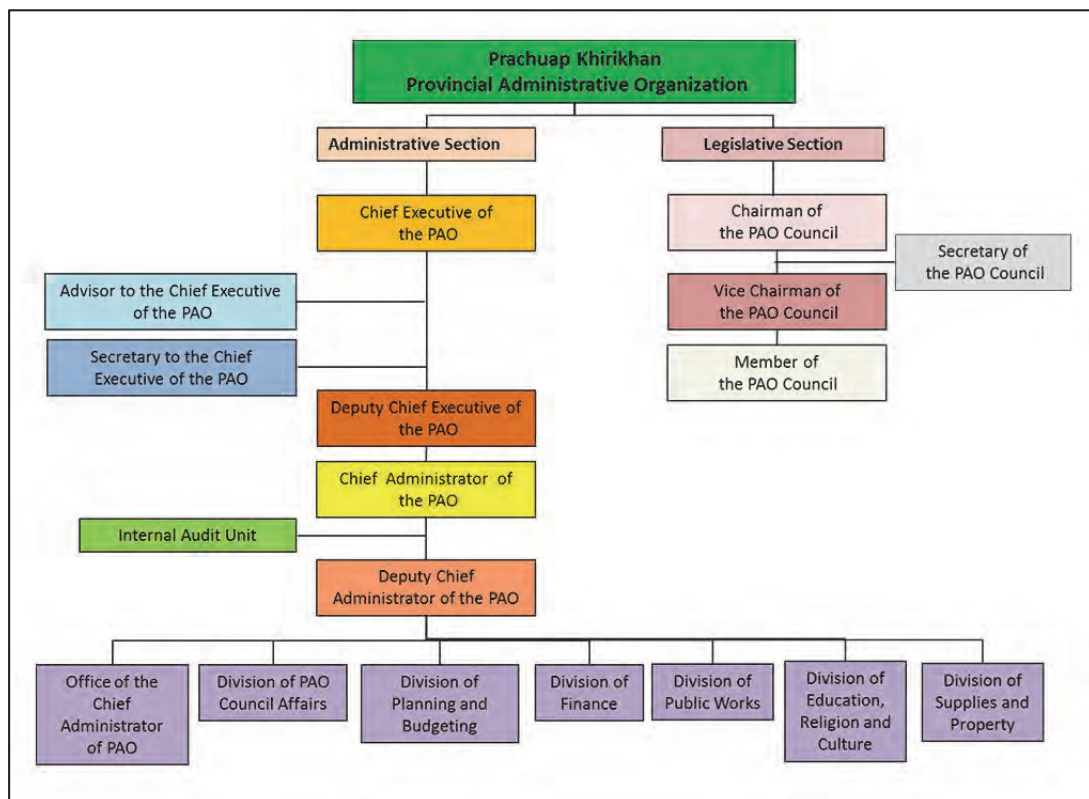 Prachuap Khirikhan
Provincial Administrative Organization
Administrative Section
Legislative Section
Chief Executive of
the PAO
Chairman of
the PAO Council
Secretary of
the PAO Council
Advisor to the Chief Executive
of the PAO
Vice Chairman of
the PAO Council
Secretary to the Chief
Executive of the PAO
Member of
the PAO Council
Deputy Chief Executive of
the PAO
Chief Administrator of
the PAO
Internal Audit Unit
Deputy Chief
Administrator of the PAO
Office of the
Chief
Administrator
of PAO
Division of PAO
Council Affairs
Division of
Planning and
Budgeting
Division of
Finance
Division of
Public Works
Division of
Education,
Religion and
Culture
Division of
Supplies and
Property